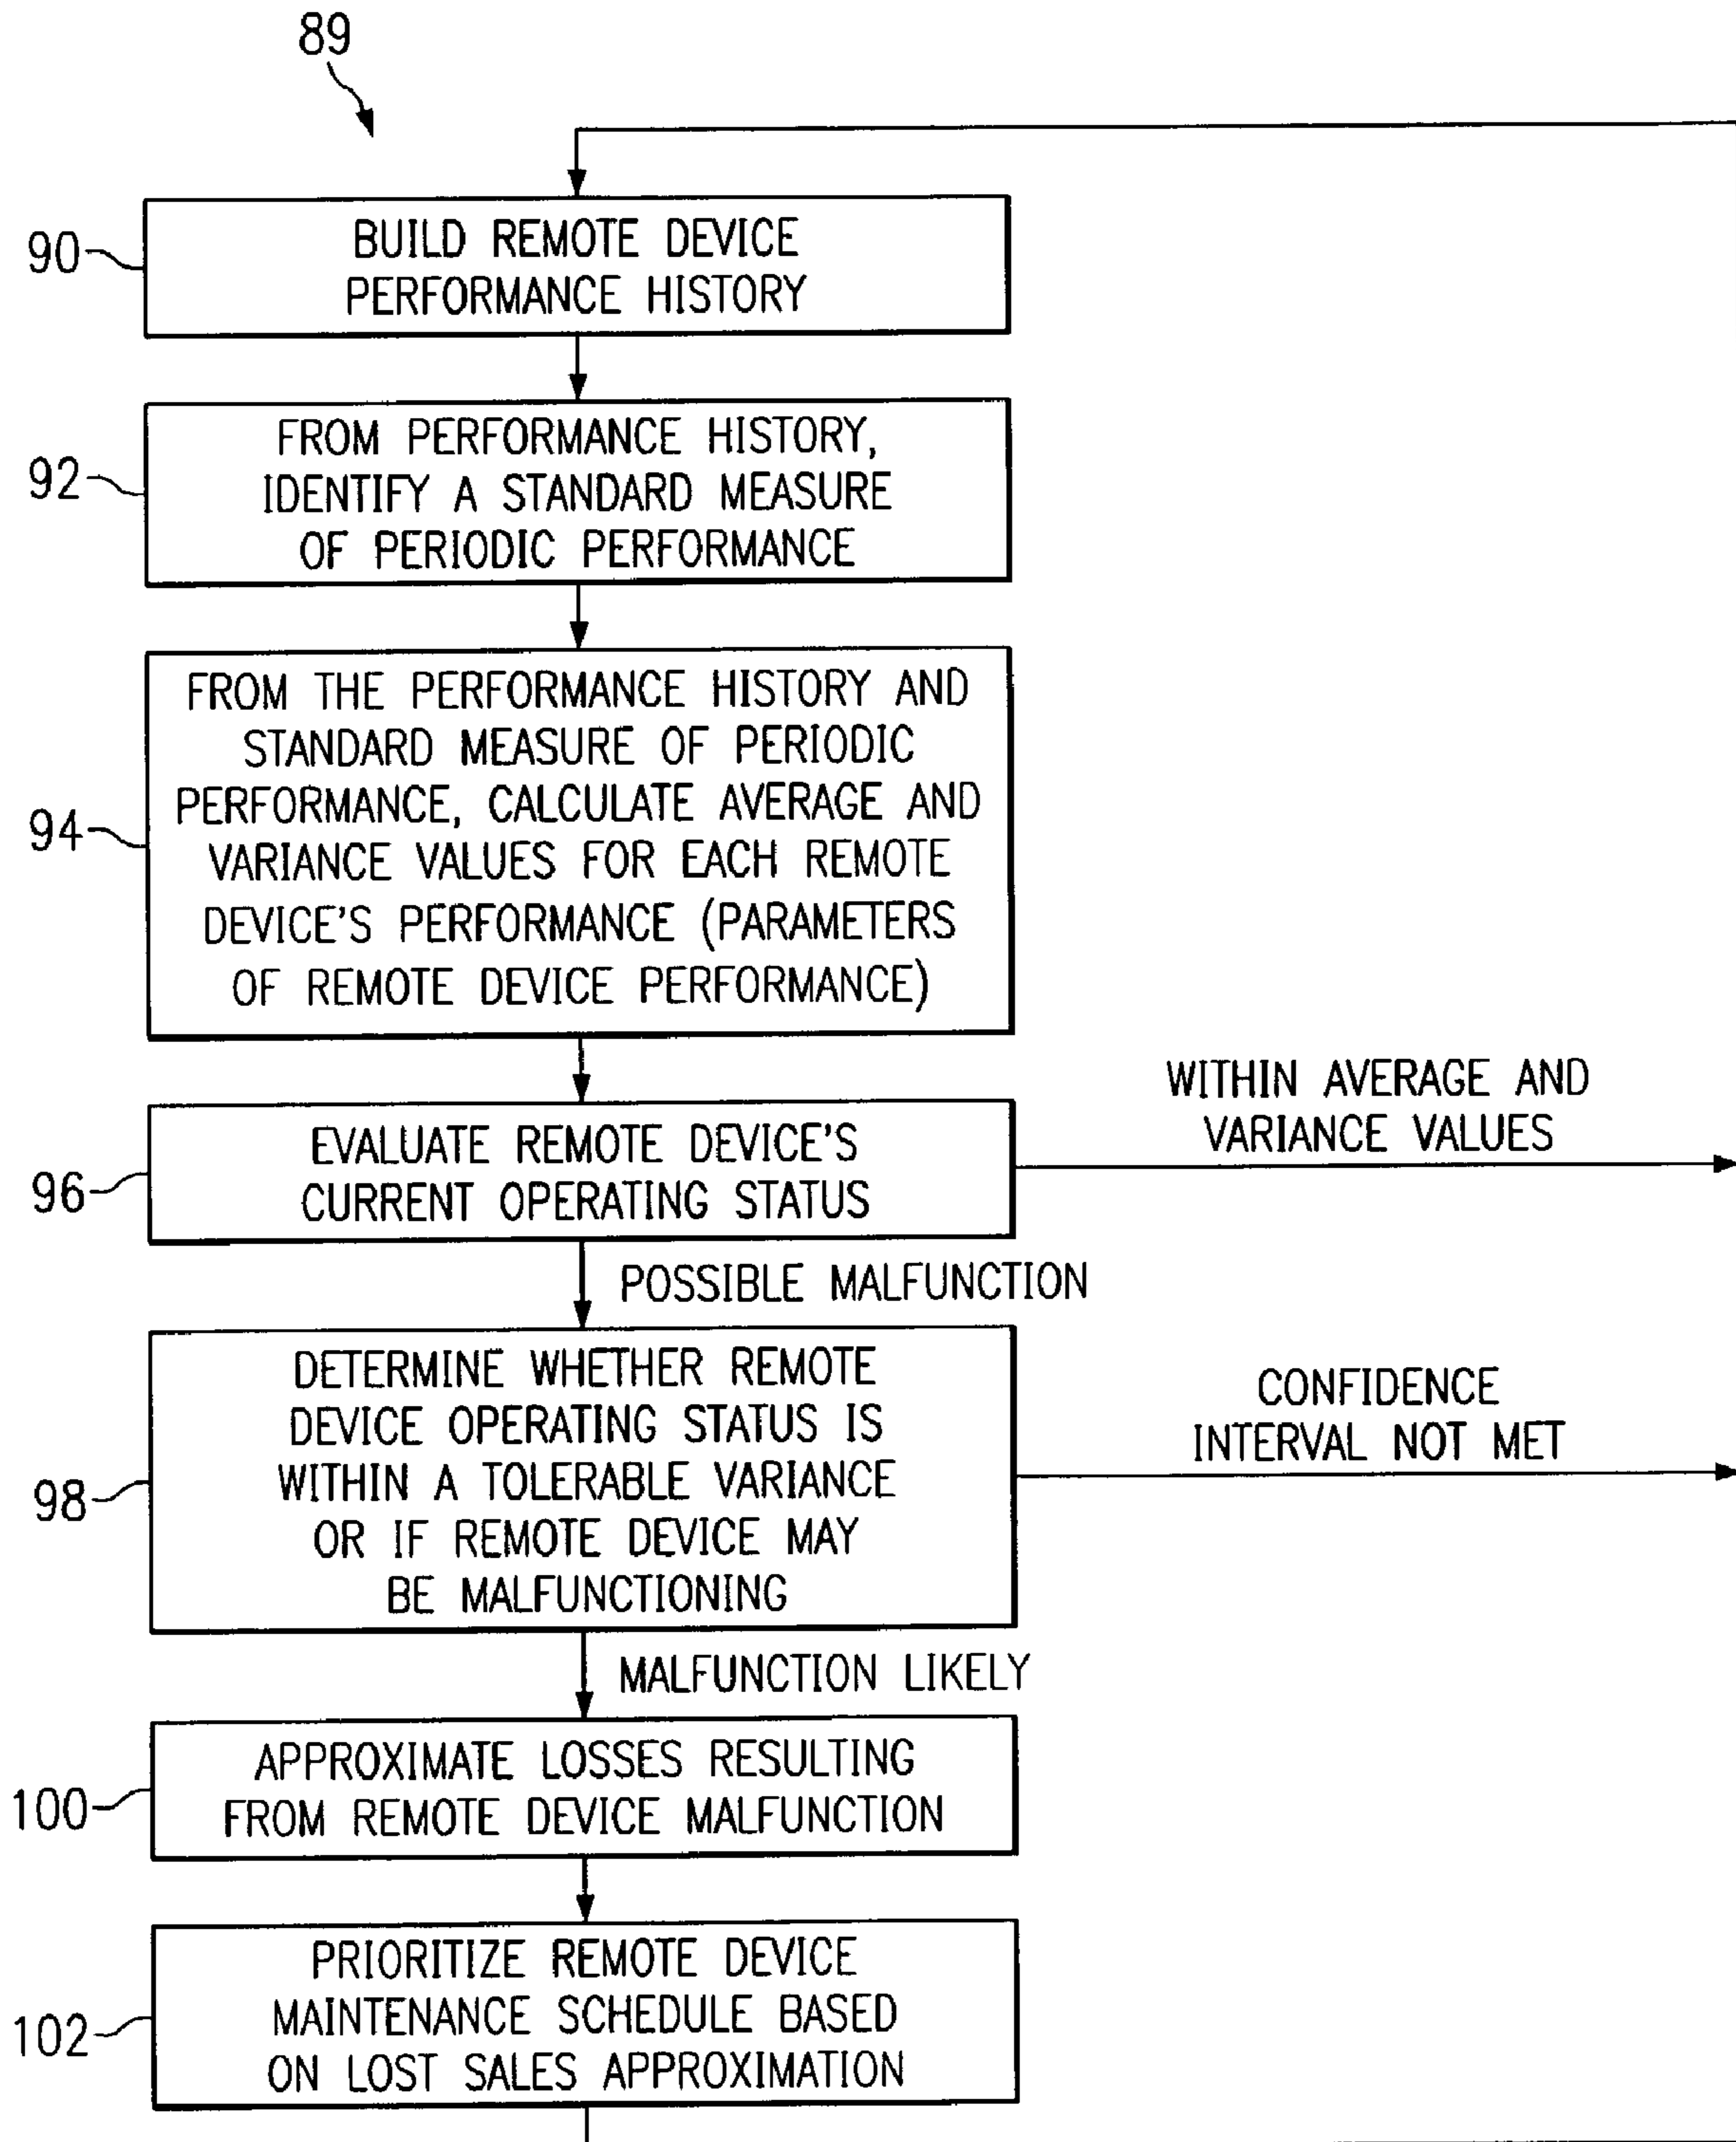 89
90
BUILD REMOTE DEVICE
PERFORMANCE HISTORY
92
FROM PERFORMANCE HISTORY,
IDENTIFY A STANDARD MEASURE
OF PERIODIC PERFORMANCE
94
FROM THE PERFORMANCE HISTORY AND
STANDARD MEASURE OF PERIODIC
PERFORMANCE, CALCULATE AVERAGE AND
VARIANCE VALUES FOR EACH REMOTE
DEVICE'S PERFORMANCE (PARAMETERS
OF REMOTE DEVICE PERFORMANCE)
96
EVALUATE REMOTE DEVICE'S
CURRENT OPERATING STATUS
WITHIN AVERAGE AND
VARIANCE VALUES
POSSIBLE MALFUNCTION
98
DETERMINE WHETHER REMOTE
DEVICE OPERATING STATUS IS
WITHIN A TOLERABLE VARIANCE
OR IF REMOTE DEVICE MAY
BE MALFUNCTIONING
CONFIDENCE
INTERVAL NOT MET
MALFUNCTION LIKELY
100
APPROXIMATE LOSSES RESULTING
FROM REMOTE DEVICE MALFUNCTION
102
PRIORITIZE REMOTE DEVICE
MAINTENANCE SCHEDULE BASED
ON LOST SALES APPROXIMATION